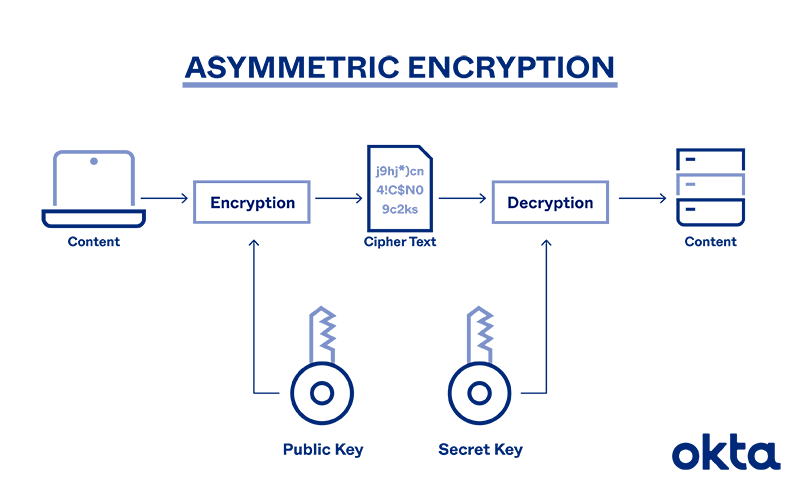 ASYMMETRIC ENCRYPTION
j9hj*)cn
4!C$N0
9c2ks
Encryption
Decryption
Content
Cipher Text
Content
Public Key
Secret Key
okta